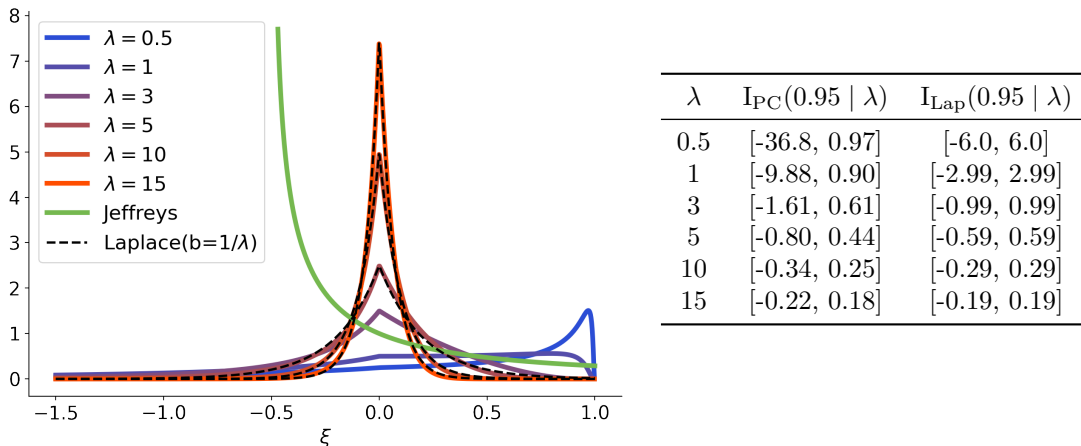 8
7
6
5
4
3
2
1
0
λ = 0.5
λ = 1
λ = 3
λ = 5
λ = 10
λ = 15
Jeffreys
Laplace(b=1/λ)
−1.5 −1.0 −0.5 0.0 0.5 1.0
ξ
λ I_PC(0.95 | λ) I_Lap(0.95 | λ)
0.5 [-36.8, 0.97] [-6.0, 6.0]
1 [-9.88, 0.90] [-2.99, 2.99]
3 [-1.61, 0.61] [-0.99, 0.99]
5 [-0.80, 0.44] [-0.59, 0.59]
10 [-0.34, 0.25] [-0.29, 0.29]
15 [-0.22, 0.18] [-0.19, 0.19]